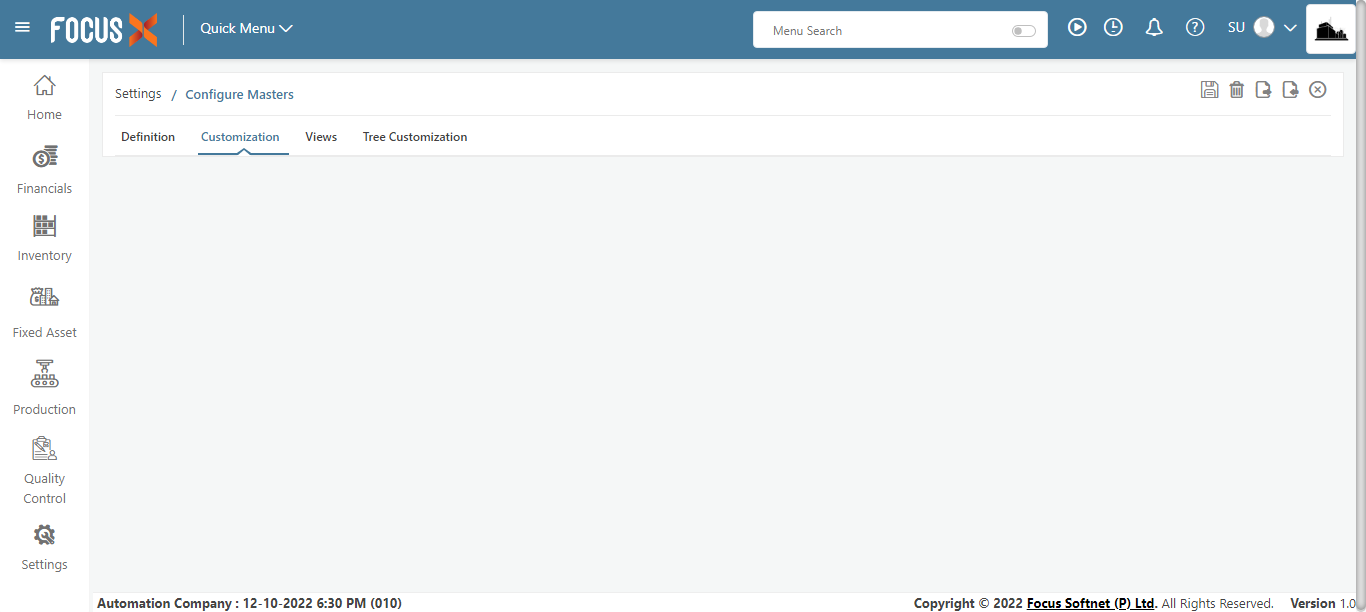 FOCUS X
Quick Menu
Menu Search
SU
Home
Financials
Inventory
Fixed Asset
Production
Quality
Control
Settings
Settings / Configure Masters
Definition Customization Views Tree Customization
Automation Company : 12-10-2022 6:30 PM (010)
Copyright © 2022 Focus Softnet (P) Ltd. All Rights Reserved. Version 1.0